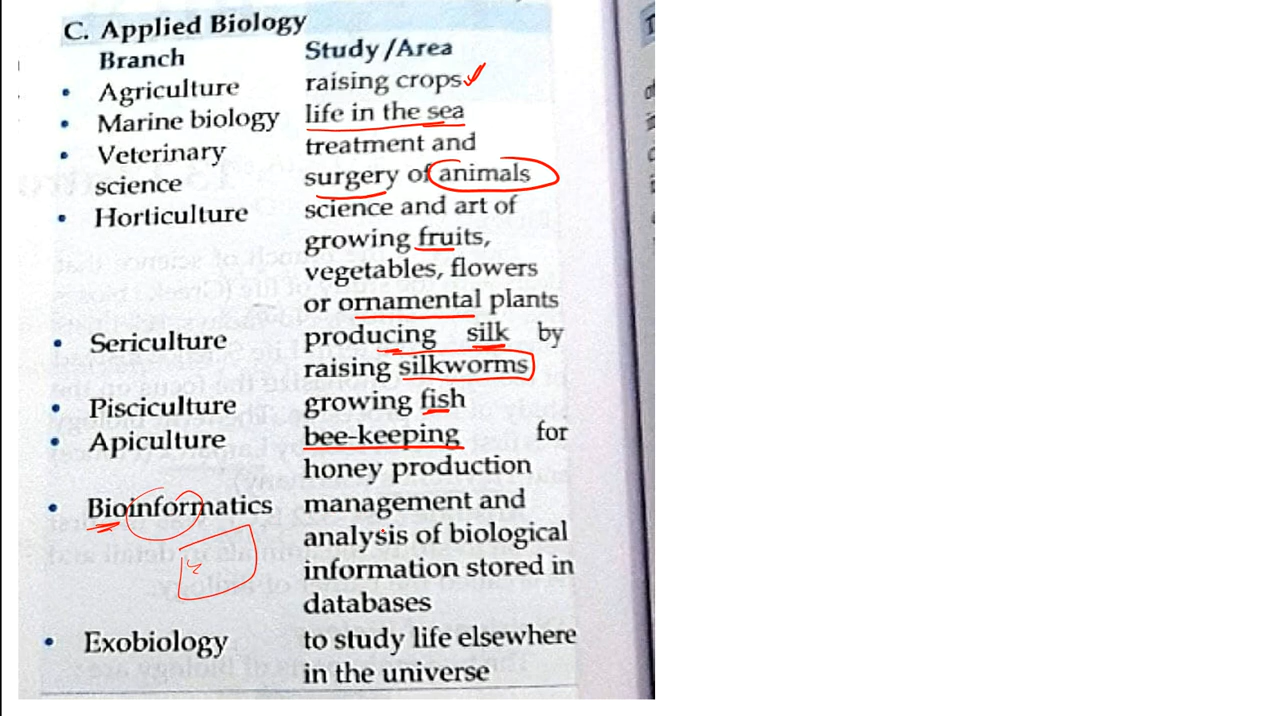 C. Applied Biology
Branch Study/Area
• Agriculture raising crops
• Marine biology life in the sea
• Veterinary treatment and
science surgery of animals
• Horticulture science and art of
growing fruits,
vegetables, flowers
or ornamental plants
• Sericulture producing silk by
raising silkworms
• Pisciculture growing fish
• Apiculture bee-keeping for
honey production
• Bioinformatics management and
analysis of biological
information stored in
databases
• Exobiology to study life elsewhere
in the universe